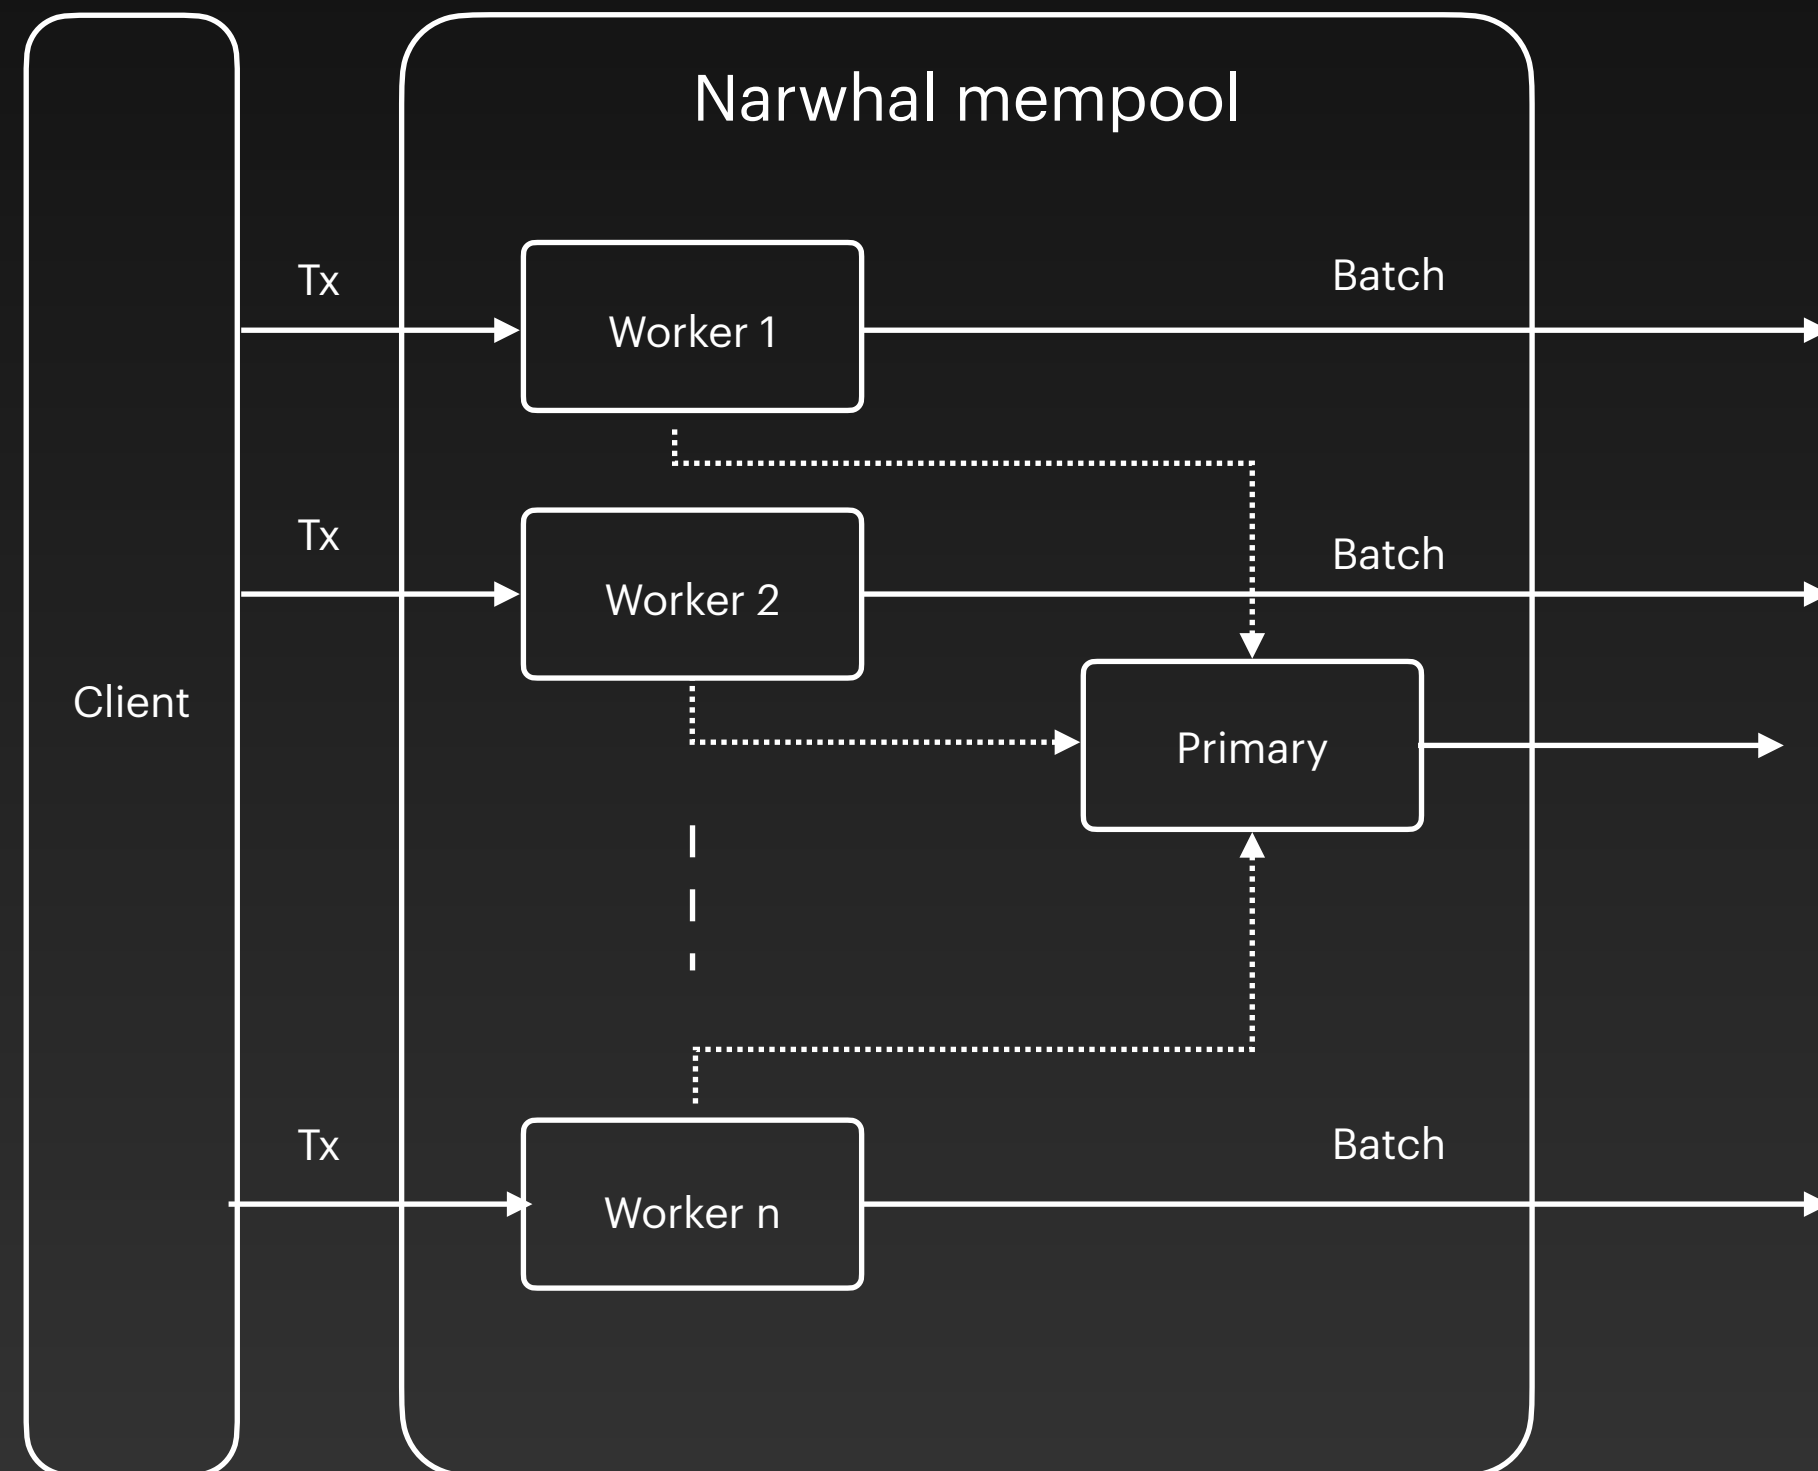 Narwhal mempool
Tx
Worker 1
Batch
Tx
Worker 2
Batch
Client
Primary
Tx
Worker n
Batch